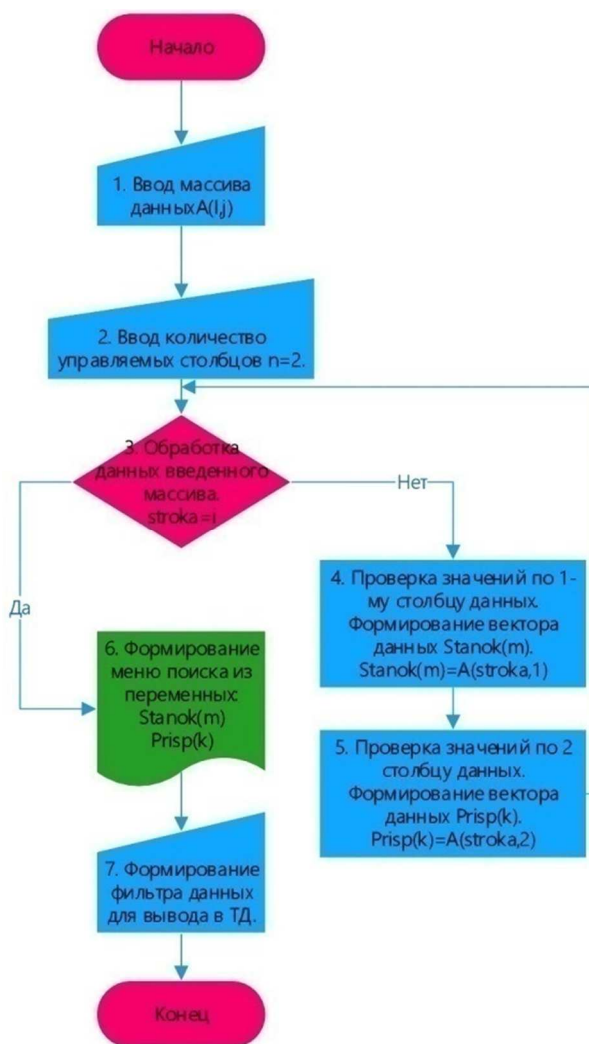 Начало
1. Ввод массива
данныхA(I,j)
2. Ввод количество
управляемых столбцов n=2.
3. Обработка
данных введенного
массива.
stroka=i
Нет
Да
4. Проверка значений по 1-
му столбцу данных.
Формирование вектора
данных Stanok(m).
Stanok(m)=A(stroka,1)
5. Проверка значений по 2
столбцу данных.
Формирование вектора
данных Prisp(k).
Prisp(k)=A(stroka,2)
6. Формирование
меню поиска из
переменных:
Stanok(m)
Prisp(k)
7. Формирование
фильтра данных
для вывода в ТД.
Конец